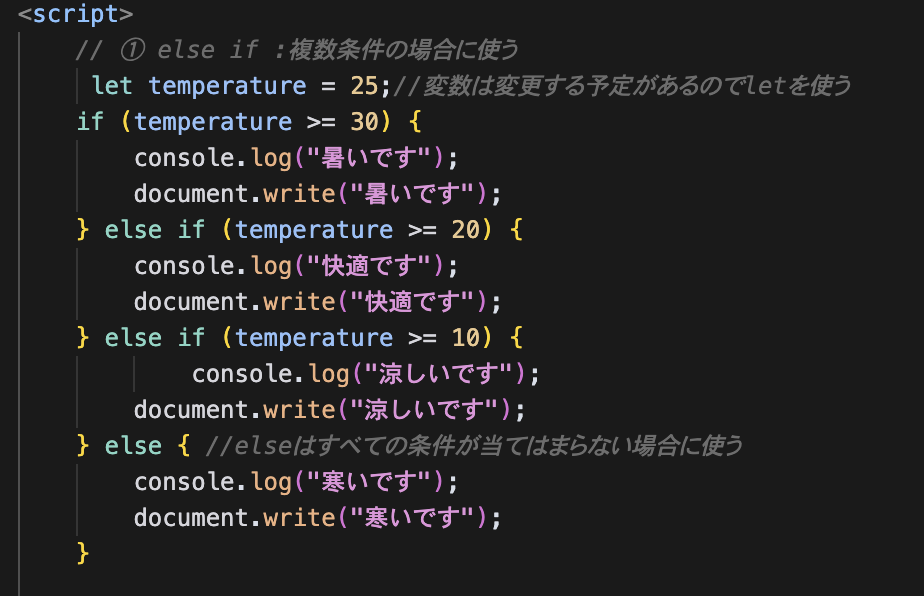 <script>
// ① else if :複数条件の場合に使う
let temperature = 25;//変数は変更する予定があるのでletを使う
if (temperature >= 30) {
console.log("暑いです");
document.write("暑いです");
} else if (temperature >= 20) {
console.log("快適です");
document.write("快適です");
} else if (temperature >= 10) {
console.log("涼しいです");
document.write("涼しいです");
} else { //elseはすべての条件が当てはまらない場合に使う
console.log("寒いです");
document.write("寒いです");
}